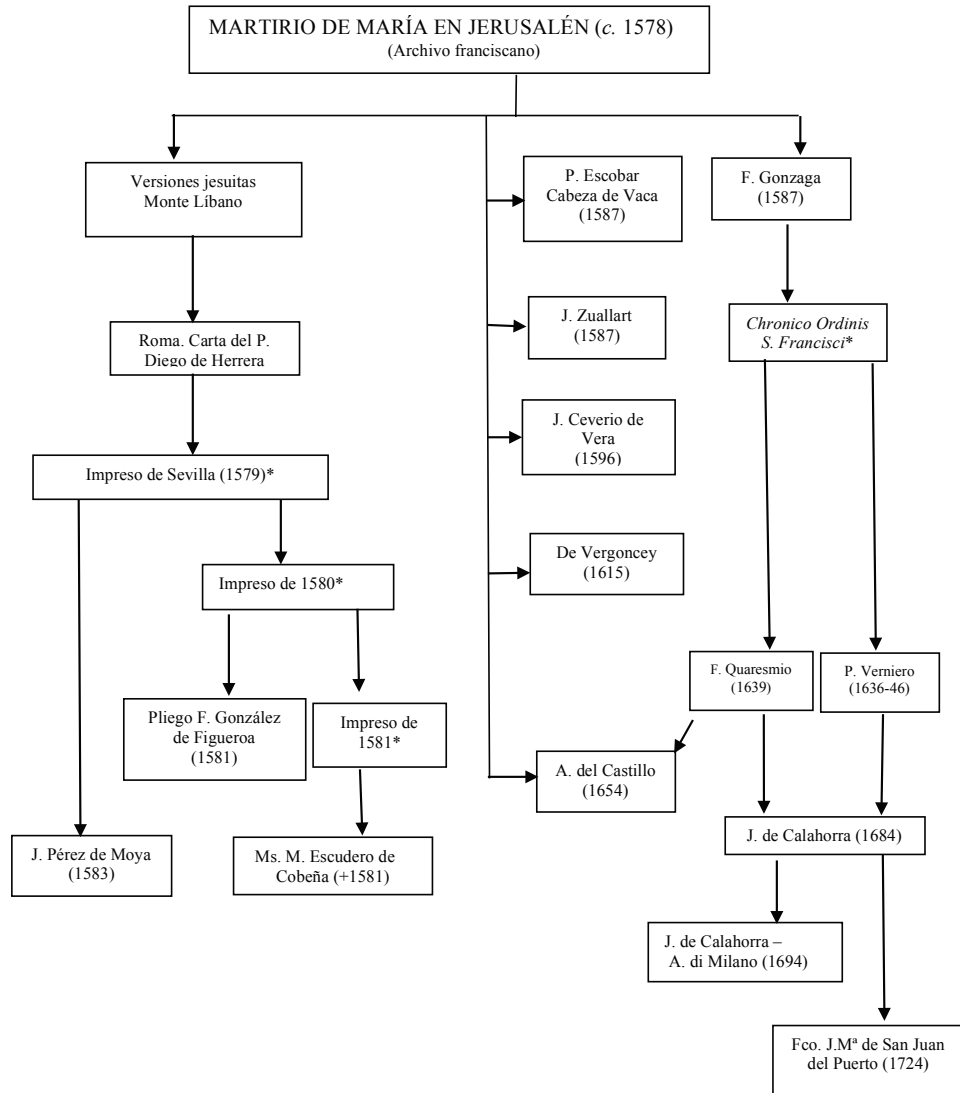 MARTIRIO DE MARÍA EN JERUSALÉN (c. 1578)
(Archivo franciscano)
Versiones jesuitas
Monte Líbano
P. Escobar
Cabeza de Vaca
(1587)
F. Gonzaga
(1587)
Roma. Carta del P.
Diego de Herrera
J. Zuallart
(1587)
Chronico Ordinis
S. Francisci*
J. Ceverio de
Vera
(1596)
Impreso de Sevilla (1579)*
De Vergoncey
(1615)
Impreso de 1580*
F. Quaresmio
(1639)
P. Verniero
(1636-46)
Pliego F. González
de Figueroa
(1581)
Impreso de
1581*
A. del Castillo
(1654)
J. de Calahorra (1684)
J. Pérez de Moya
(1583)
Ms. M. Escudero de
Cobeña (+1581)
J. de Calahorra –
A. di Milano (1694)
Fco. J.Mª de San Juan
del Puerto (1724)